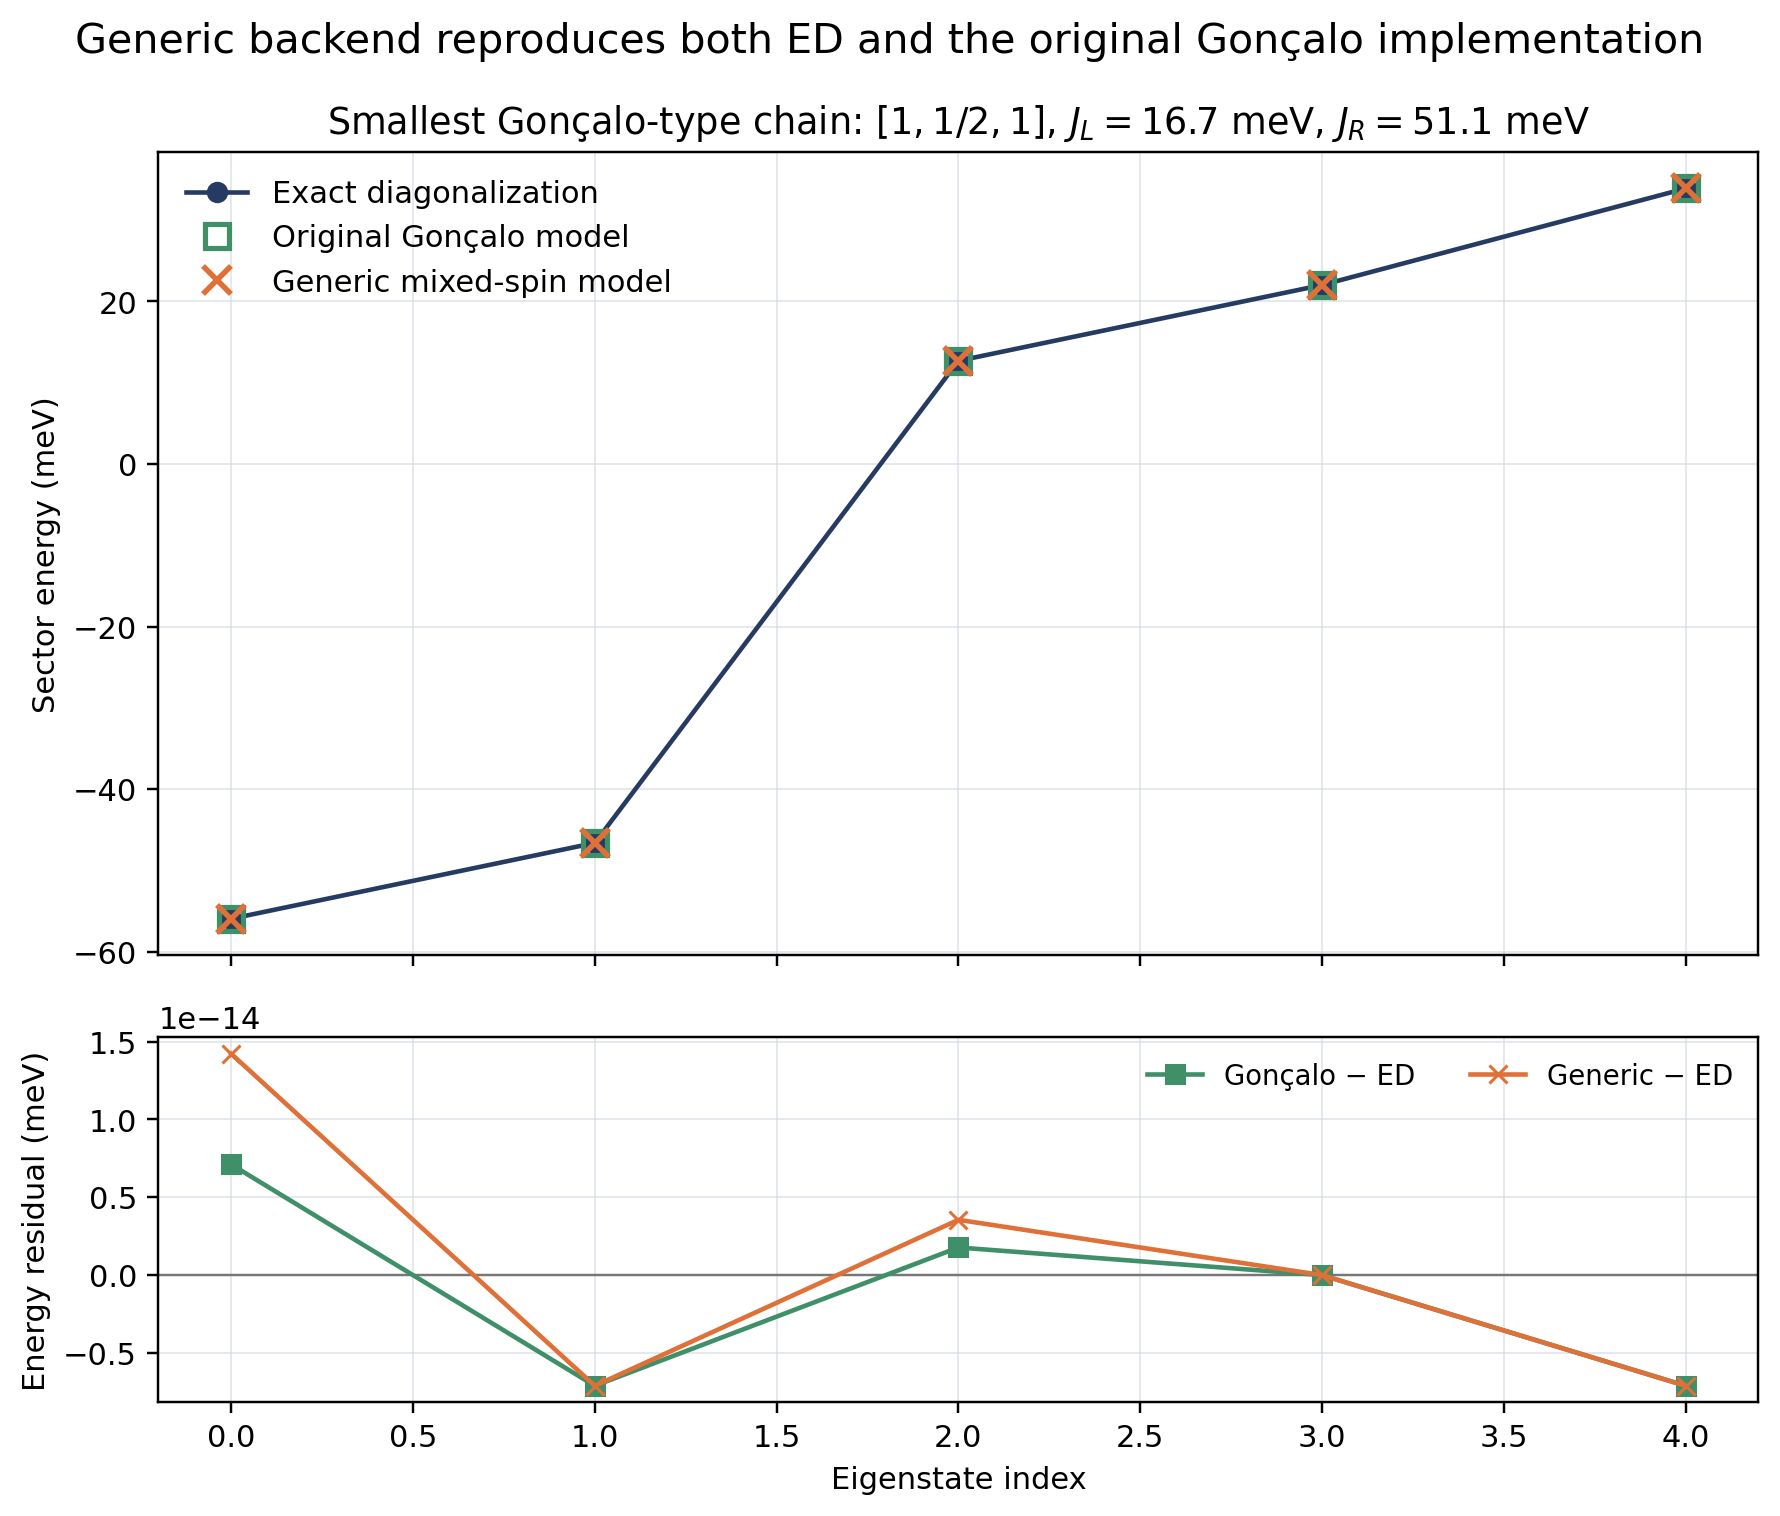 Generic backend reproduces both ED and the original Gonçalo implementation
Smallest Gonçalo-type chain: [1, 1/2, 1], J_L = 16.7 meV, J_R = 51.1 meV
Exact diagonalization
Original Gonçalo model
Generic mixed-spin model
Sector energy (meV)
20
0
−20
−40
−60
1e−14
Gonçalo − ED
Generic − ED
Energy residual (meV)
1.5
1.0
0.5
0.0
−0.5
0.0 0.5 1.0 1.5 2.0 2.5 3.0 3.5 4.0
Eigenstate index